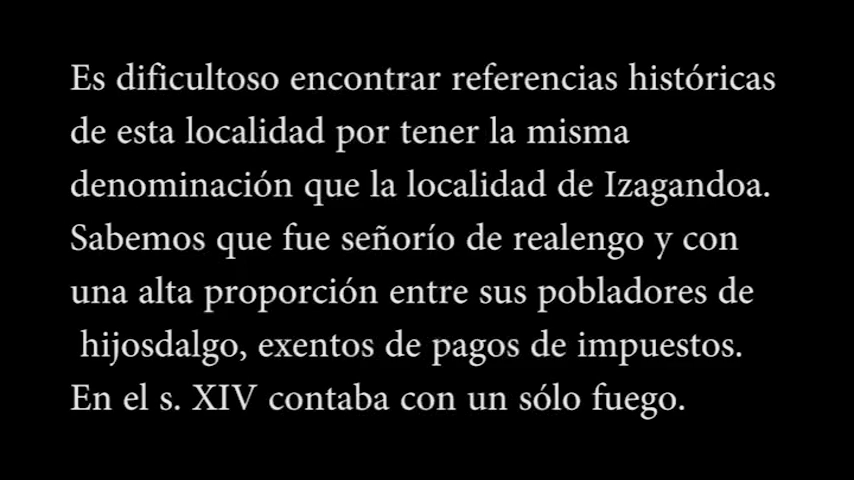 Es dificultoso encontrar referencias históricas
de esta localidad por tener la misma
denominación que la localidad de Izagandoa.
Sabemos que fue señorío de realengo y con
una alta proporción entre sus pobladores de
hijosdalgo, exentos de pagos de impuestos.
En el s. XIV contaba con un sólo fuego.